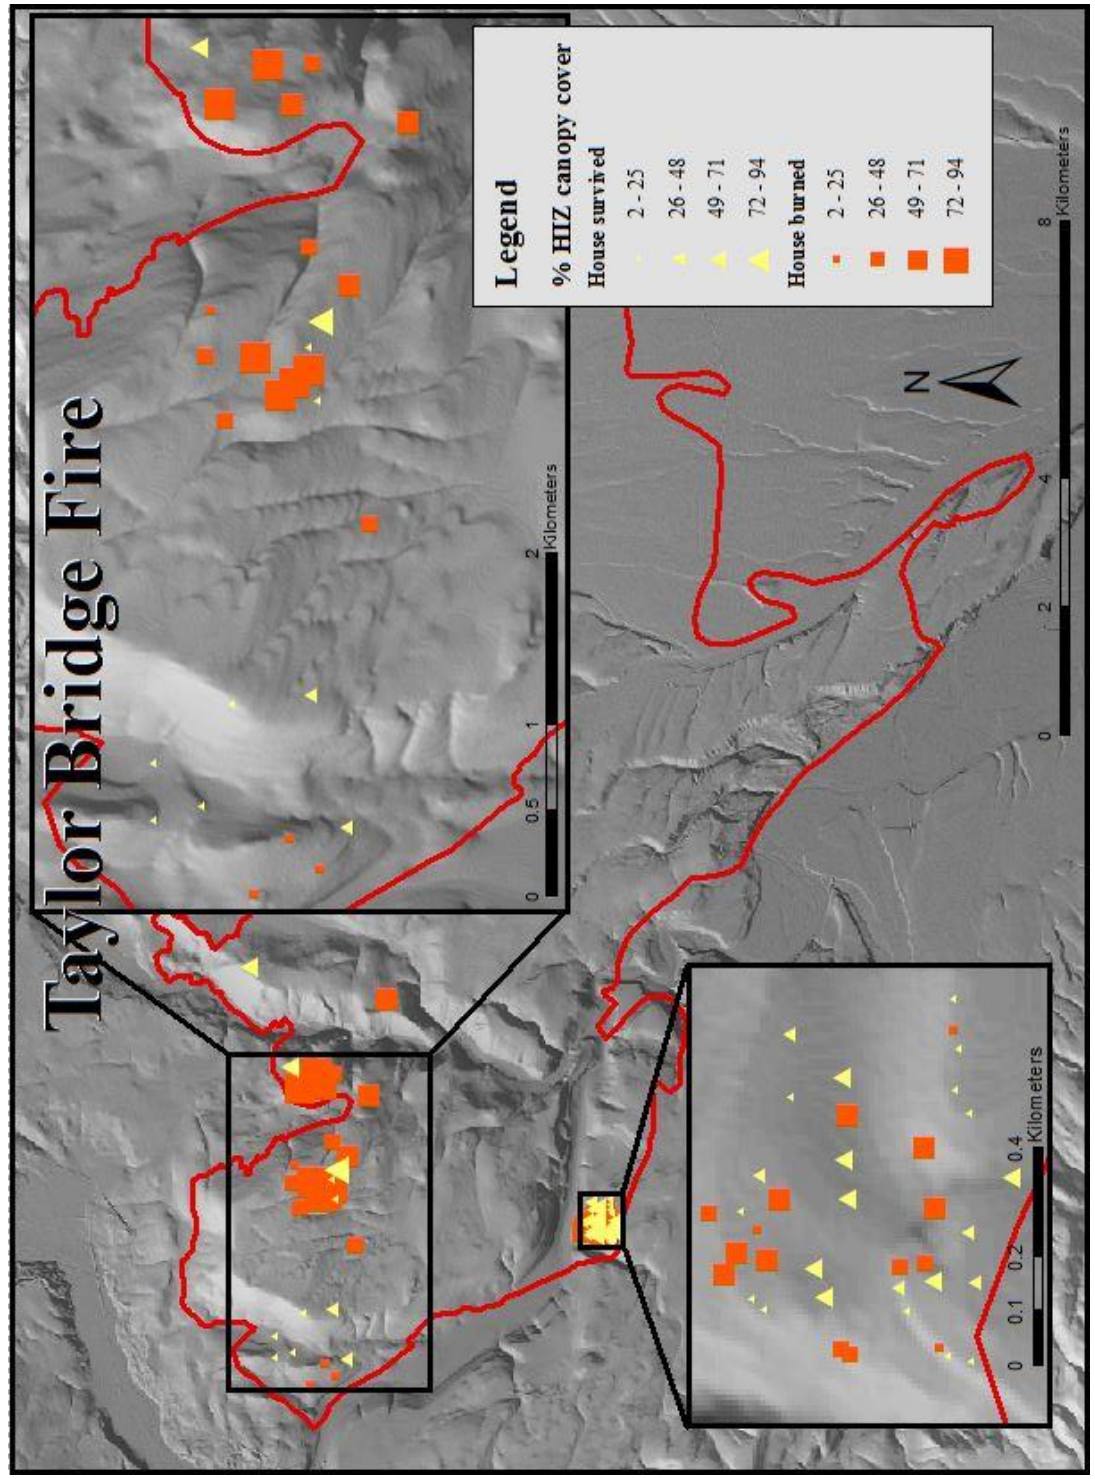 Taylor Bridge Fire
Legend
% HIZ canopy cover
House survived
2 - 25
26 - 48
49 - 71
72 - 94
House burned
2 - 25
26 - 48
49 - 71
72 - 94
0 0.5 1 2
Kilometers
N
0 2 4 8
Kilometers
0 0.1 0.2 0.4
Kilometers